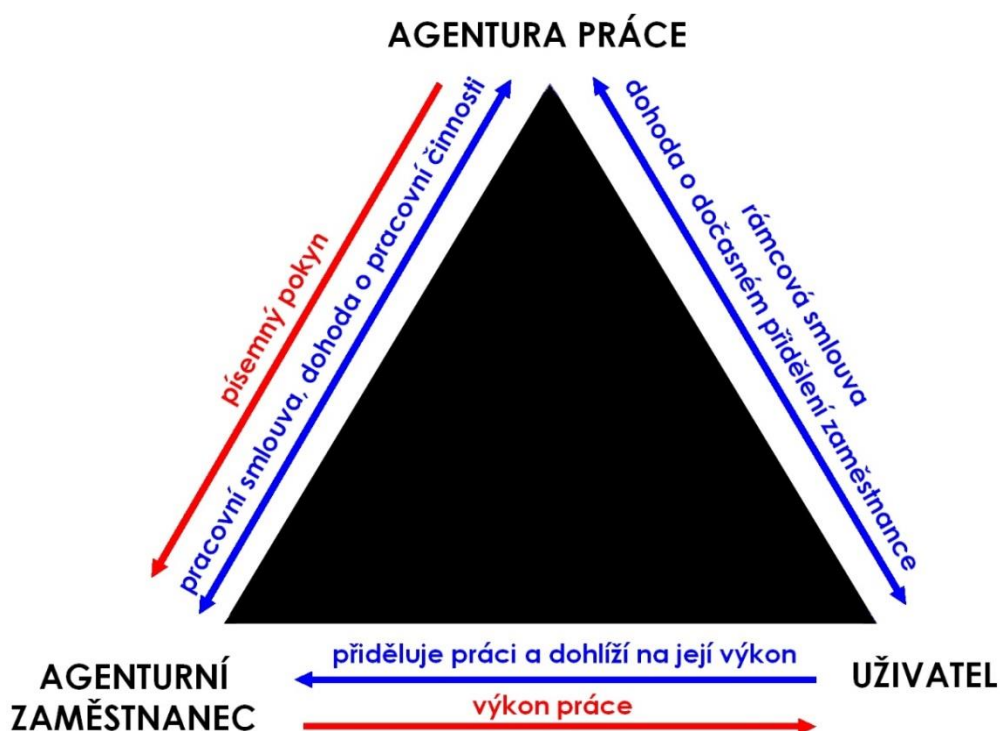 AGENTURA PRÁCE
písemný pokyn
pracovní smlouva, dohoda o pracovní činnosti
dohoda o dočasném přidělení zaměstnance
rámcová smlouva
přiděluje práci a dohlíží na její výkon
výkon práce
AGENTURNÍ
ZAMĚSTNANEC
UŽIVATEL